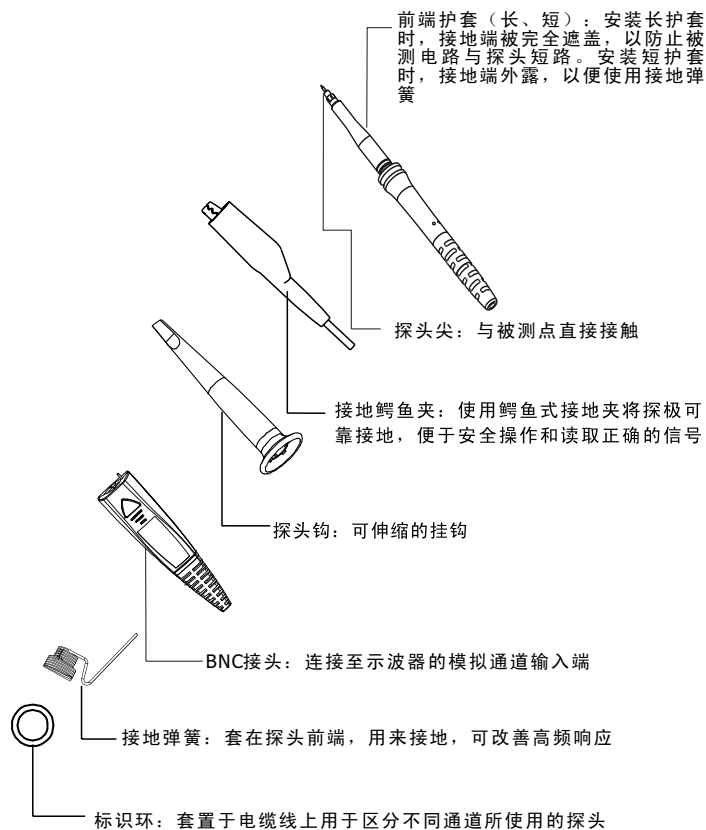 前端护套（长、短）：安装长护套
时，接地端被完全遮盖，以防止被
测电路与探头短路。安装短护套
时，接地端外露，以便使用接地弹
簧
探头尖：与被测点直接接触
接地鳄鱼夹：使用鳄鱼式接地夹将探极可
靠接地，便于安全操作和读取正确的信号
探头钩：可伸缩的挂钩
BNC接头：连接至示波器的模拟通道输入端
接地弹簧：套在探头前端，用来接地，可改善高频响应
标识环：套置于电缆线上用于区分不同通道所使用的探头